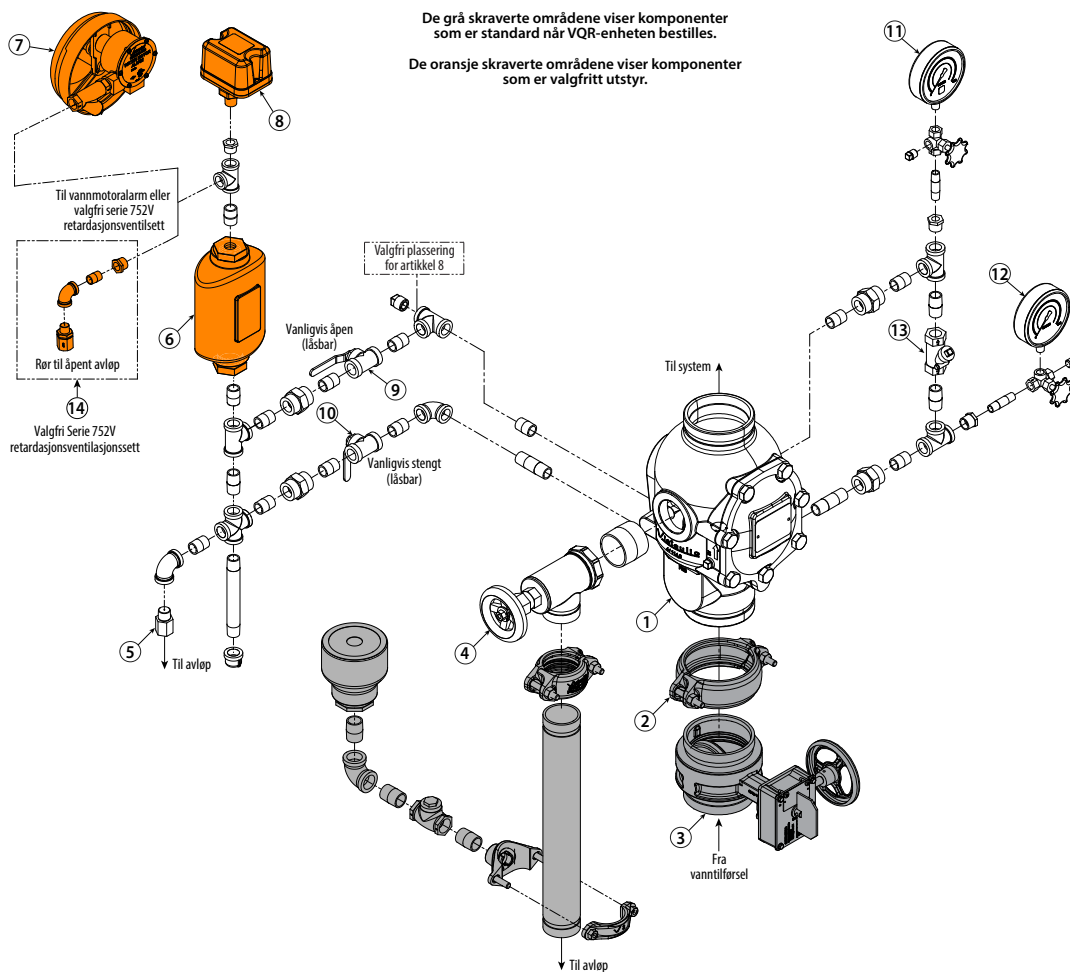 De grå skraverte områdene viser komponenter
som er standard når VQR-enheten bestilles.
De oransje skraverte områdene viser komponenter
som er valgfritt utstyr.
7
8
11
Til vannmotoralarm eller
valgfri serie 752V
retardasjonsventilsett
Valgfri plassering
for artikkel 8
12
6
Vanligvis åpen
(låsbar)
13
Rør til åpent avløp
9
Til system
14
10
Valgfri Serie 752V
retardasjonsventilasjonssett
Vanligvis stengt
(låsbar)
Victaulic
1
5
4
Til avløp
2
3
Fra
vanntilførsel
Til avløp